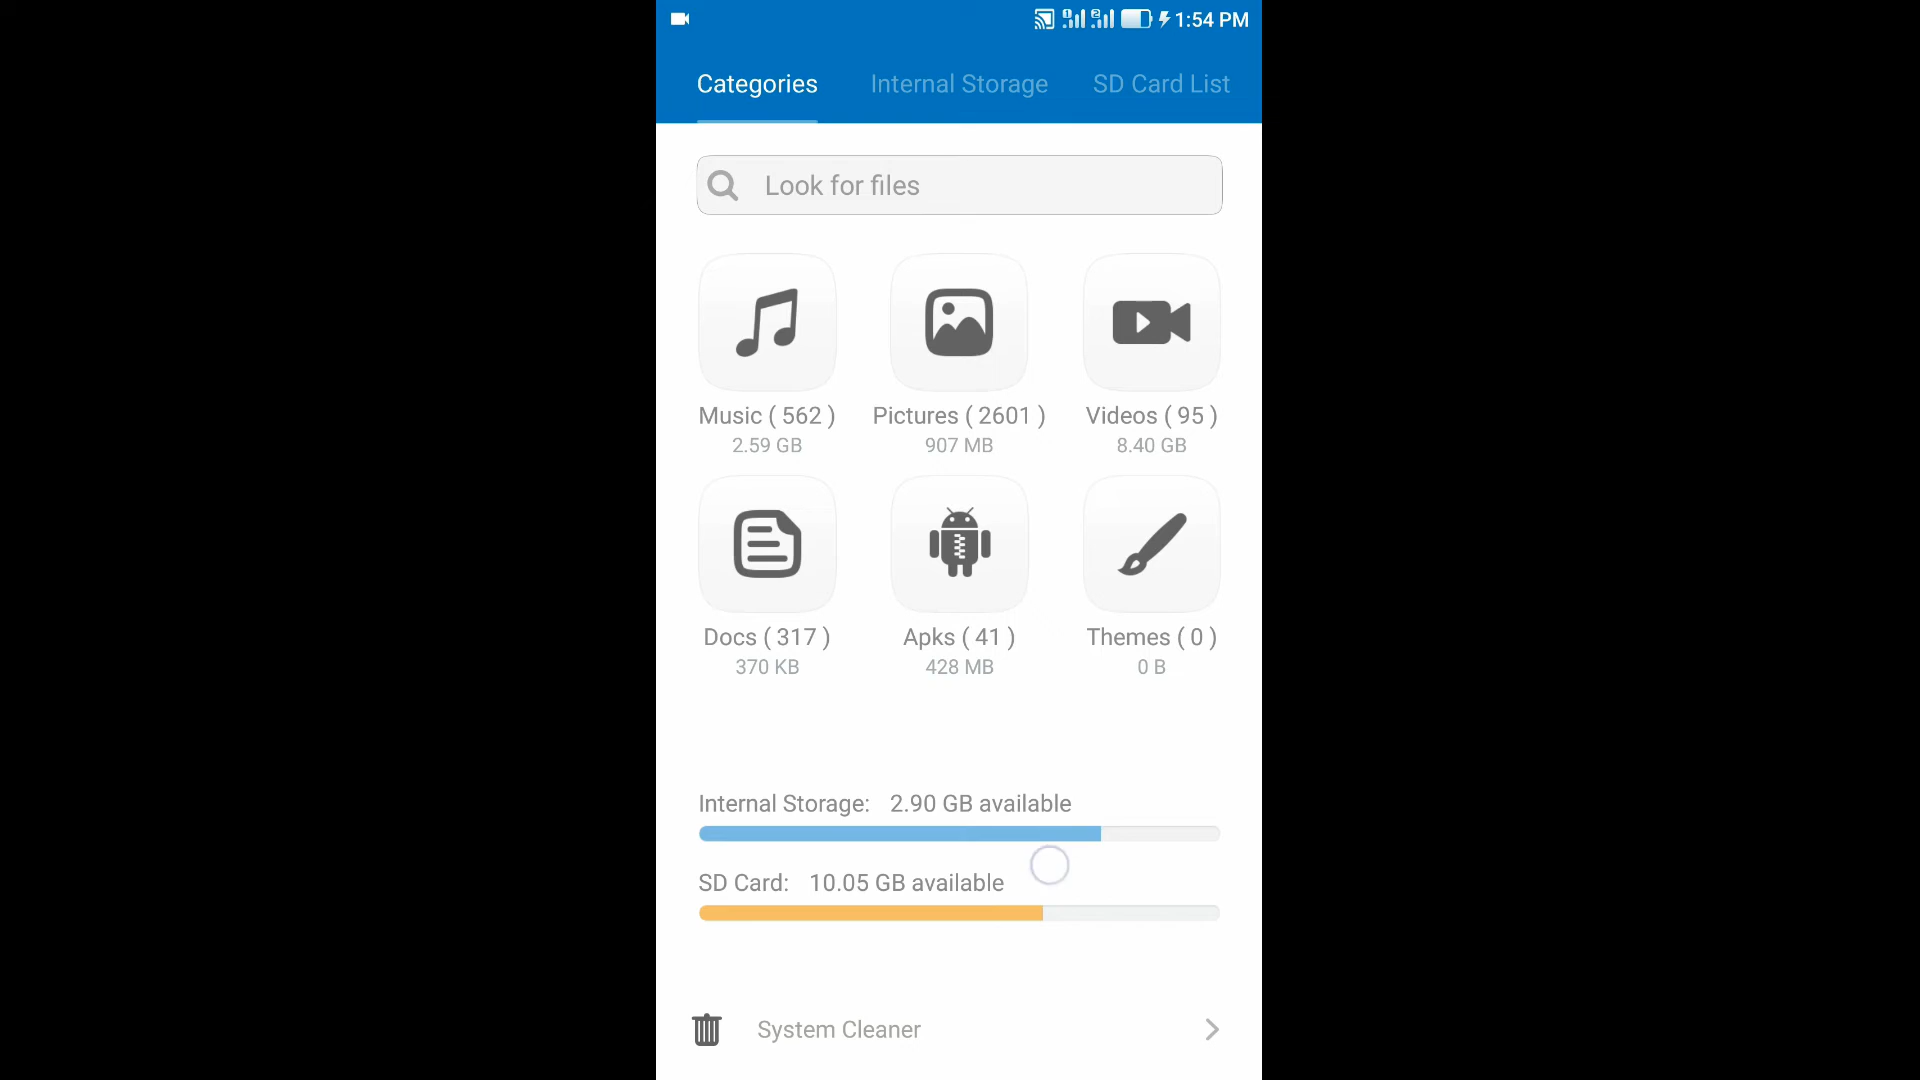 1:54 PM
Categories Internal Storage SD Card List
Look for files
Music ( 562 ) Pictures ( 2601 ) Videos ( 95 )
2.59 GB 907 MB 8.40 GB
Docs ( 317 ) Apks ( 41 ) Themes ( 0 )
370 KB 428 MB 0 B
Internal Storage: 2.90 GB available
SD Card: 10.05 GB available
System Cleaner